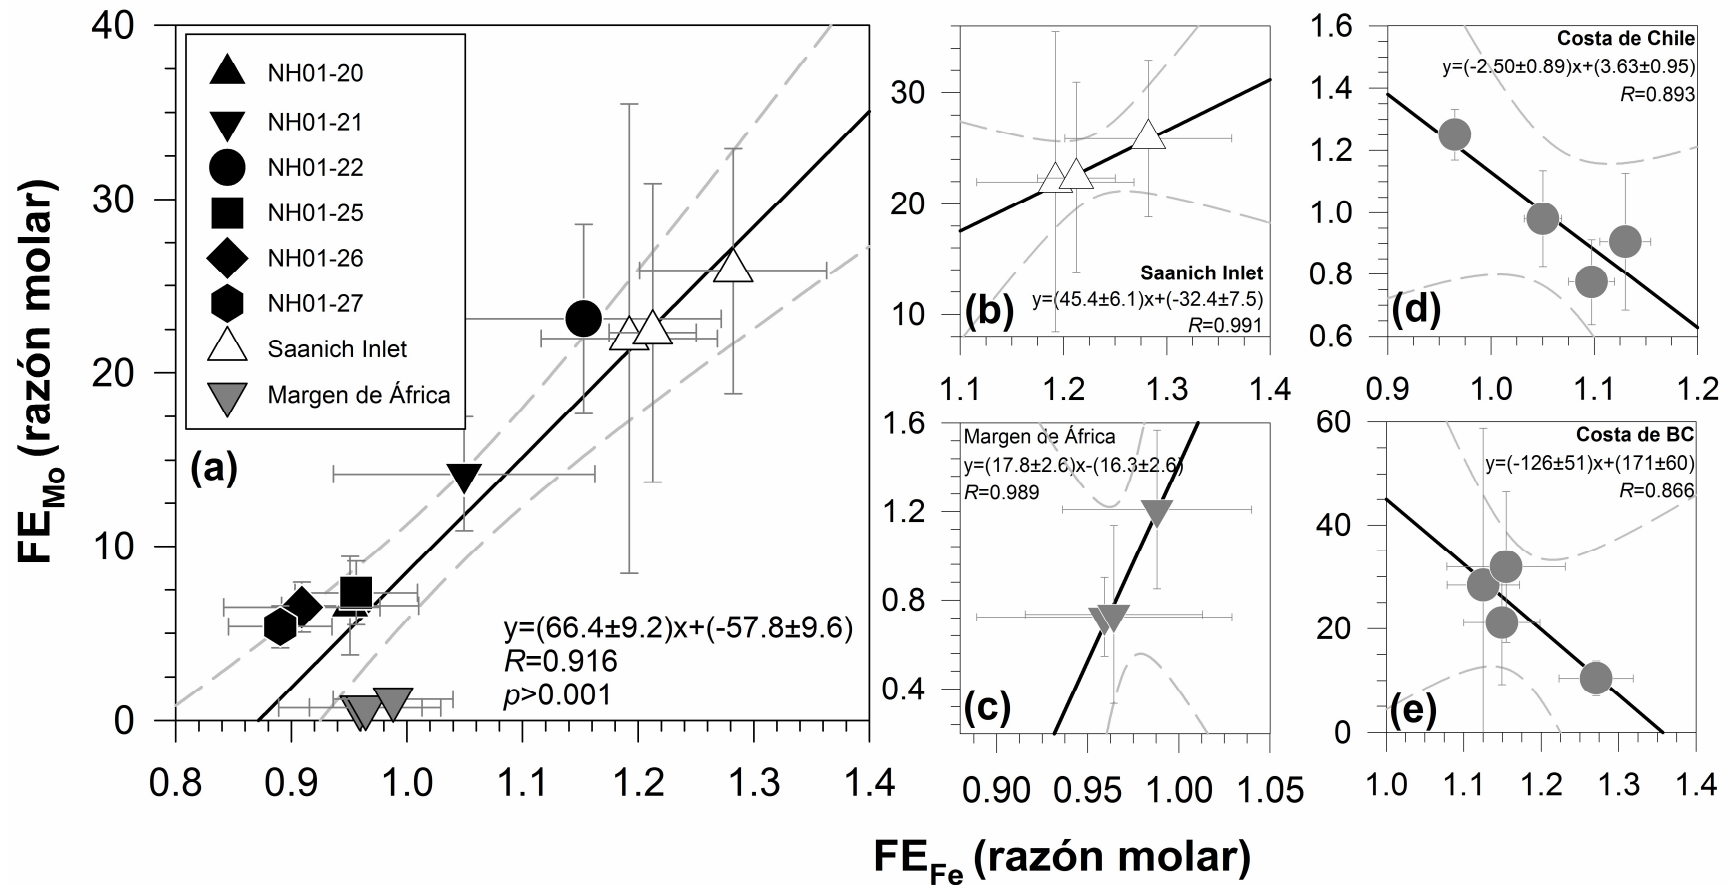 FE_Mo (razón molar)
40
30
20
10
0
NH01-20
NH01-21
NH01-22
NH01-25
NH01-26
NH01-27
Saanich Inlet
Margen de África
(a)
y=(66.4±9.2)x+(-57.8±9.6)
R=0.916
p>0.001
0.8 0.9 1.0 1.1 1.2 1.3 1.4
30
20
10
Saanich Inlet
y=(45.4±6.1)x+(-32.4±7.5)
R=0.991
(b)
1.1 1.2 1.3 1.4
1.6
1.2
0.8
0.4
Margen de África
y=(17.8±2.6)x-(16.3±2.6)
R=0.989
(c)
0.90 0.95 1.00 1.05
1.6
1.4
1.2
1.0
0.8
0.6
Costa de Chile
y=(-2.50±0.89)x+(3.63±0.95)
R=0.893
(d)
0.9 1.0 1.1 1.2
60
40
20
0
Costa de BC
y=(-126±51)x+(171±60)
R=0.866
(e)
1.0 1.1 1.2 1.3 1.4
FE_Fe (razón molar)